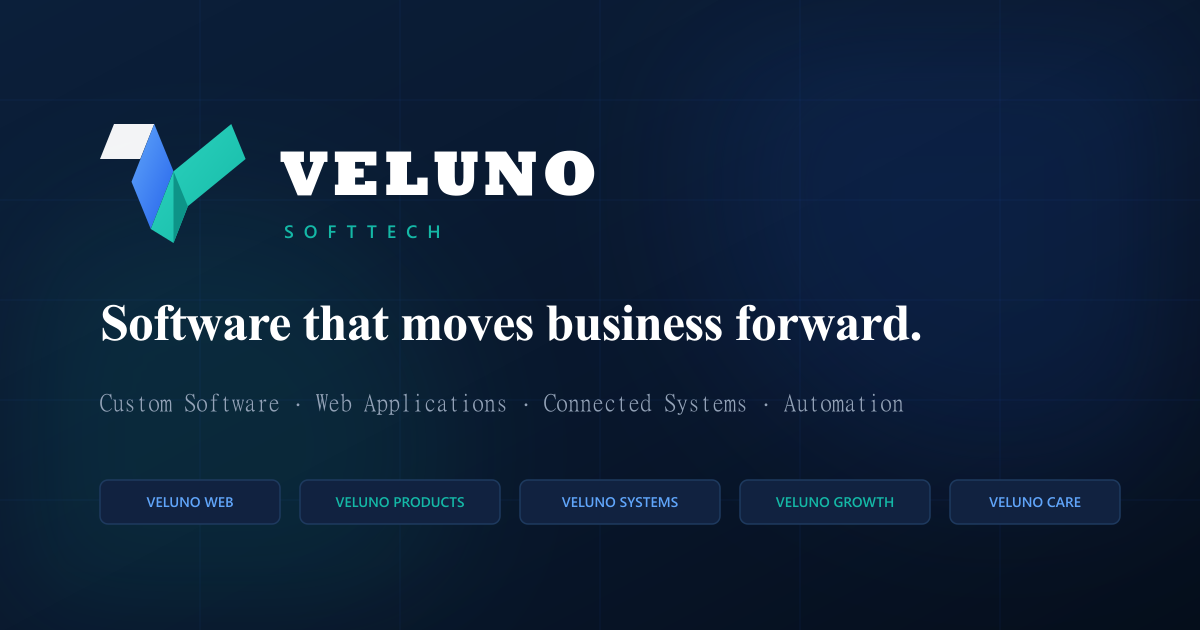 VELUNO
SOFTTECH
Software that moves business forward.
Custom Software · Web Applications · Connected Systems · Automation
VELUNO WEB
VELUNO PRODUCTS
VELUNO SYSTEMS
VELUNO GROWTH
VELUNO CARE